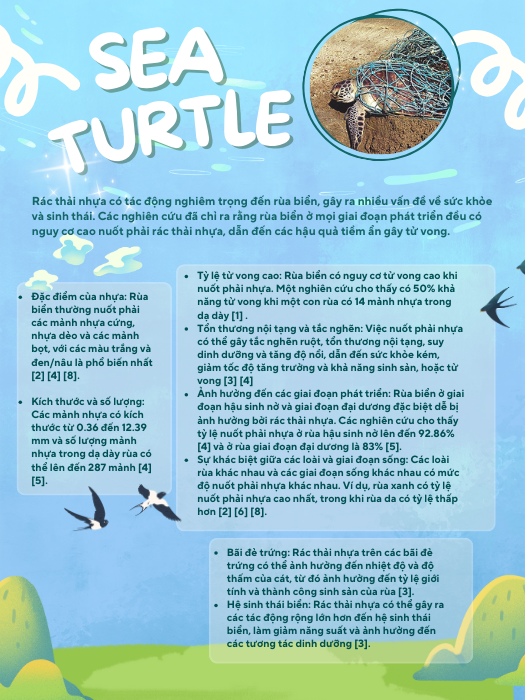 SEA
TURTLE
Rác thải nhựa có tác động nghiêm trọng đến rùa biển, gây ra nhiều vấn đề về sức khỏe
và sinh thái. Các nghiên cứu đã chỉ ra rằng rùa biển ở mọi giai đoạn phát triển đều có
nguy cơ cao nuốt phải rác thải nhựa, dẫn đến các hậu quả tiềm ẩn gây tử vong.
• Đặc điểm của nhựa: Rùa
biển thường nuốt phải
các mảnh nhựa cứng,
nhựa dẻo và các mảnh
bọt, với các màu trắng và
đen/nâu là phổ biến nhất
[2] [4] [8].
• Kích thước và số lượng:
Các mảnh nhựa có kích
thước từ 0.36 đến 12.39
mm và số lượng mảnh
nhựa trong dạ dày rùa có
thể lên đến 287 mảnh [4]
[5].
• Tỷ lệ tử vong cao: Rùa biển có nguy cơ tử vong cao khi
nuốt phải nhựa. Một nghiên cứu cho thấy có 50% khả
năng tử vong khi một con rùa có 14 mảnh nhựa trong
dạ dày [1] .
• Tổn thương nội tạng và tắc nghẽn: Việc nuốt phải nhựa
có thể gây tắc nghẽn ruột, tổn thương nội tạng, suy
dinh dưỡng và tăng độ nổi, dẫn đến sức khỏe kém,
giảm tốc độ tăng trưởng và khả năng sinh sản, hoặc tử
vong [3] [4]
• Ảnh hưởng đến các giai đoạn phát triển: Rùa biển ở giai
đoạn hậu sinh nở và giai đoạn đại dương đặc biệt dễ bị
ảnh hưởng bởi rác thải nhựa. Các nghiên cứu cho thấy
tỷ lệ nuốt phải nhựa ở rùa hậu sinh nở lên đến 92.86%
[4] và ở rùa giai đoạn đại dương là 83% [5].
• Sự khác biệt giữa các loài và giai đoạn sống: Các loài
rùa khác nhau và các giai đoạn sống khác nhau có mức
độ nuốt phải nhựa khác nhau. Ví dụ, rùa xanh có tỷ lệ
nuốt phải nhựa cao nhất, trong khi rùa da có tỷ lệ thấp
hơn [2] [6] [8].
• Bãi đẻ trứng: Rác thải nhựa trên các bãi đẻ
trứng có thể ảnh hưởng đến nhiệt độ và độ
thấm của cát, từ đó ảnh hưởng đến tỷ lệ giới
tính và thành công sinh sản của rùa [3].
• Hệ sinh thái biển: Rác thải nhựa có thể gây ra
các tác động rộng lớn hơn đến hệ sinh thái
biển, làm giảm năng suất và ảnh hưởng đến
các tương tác dinh dưỡng [3].